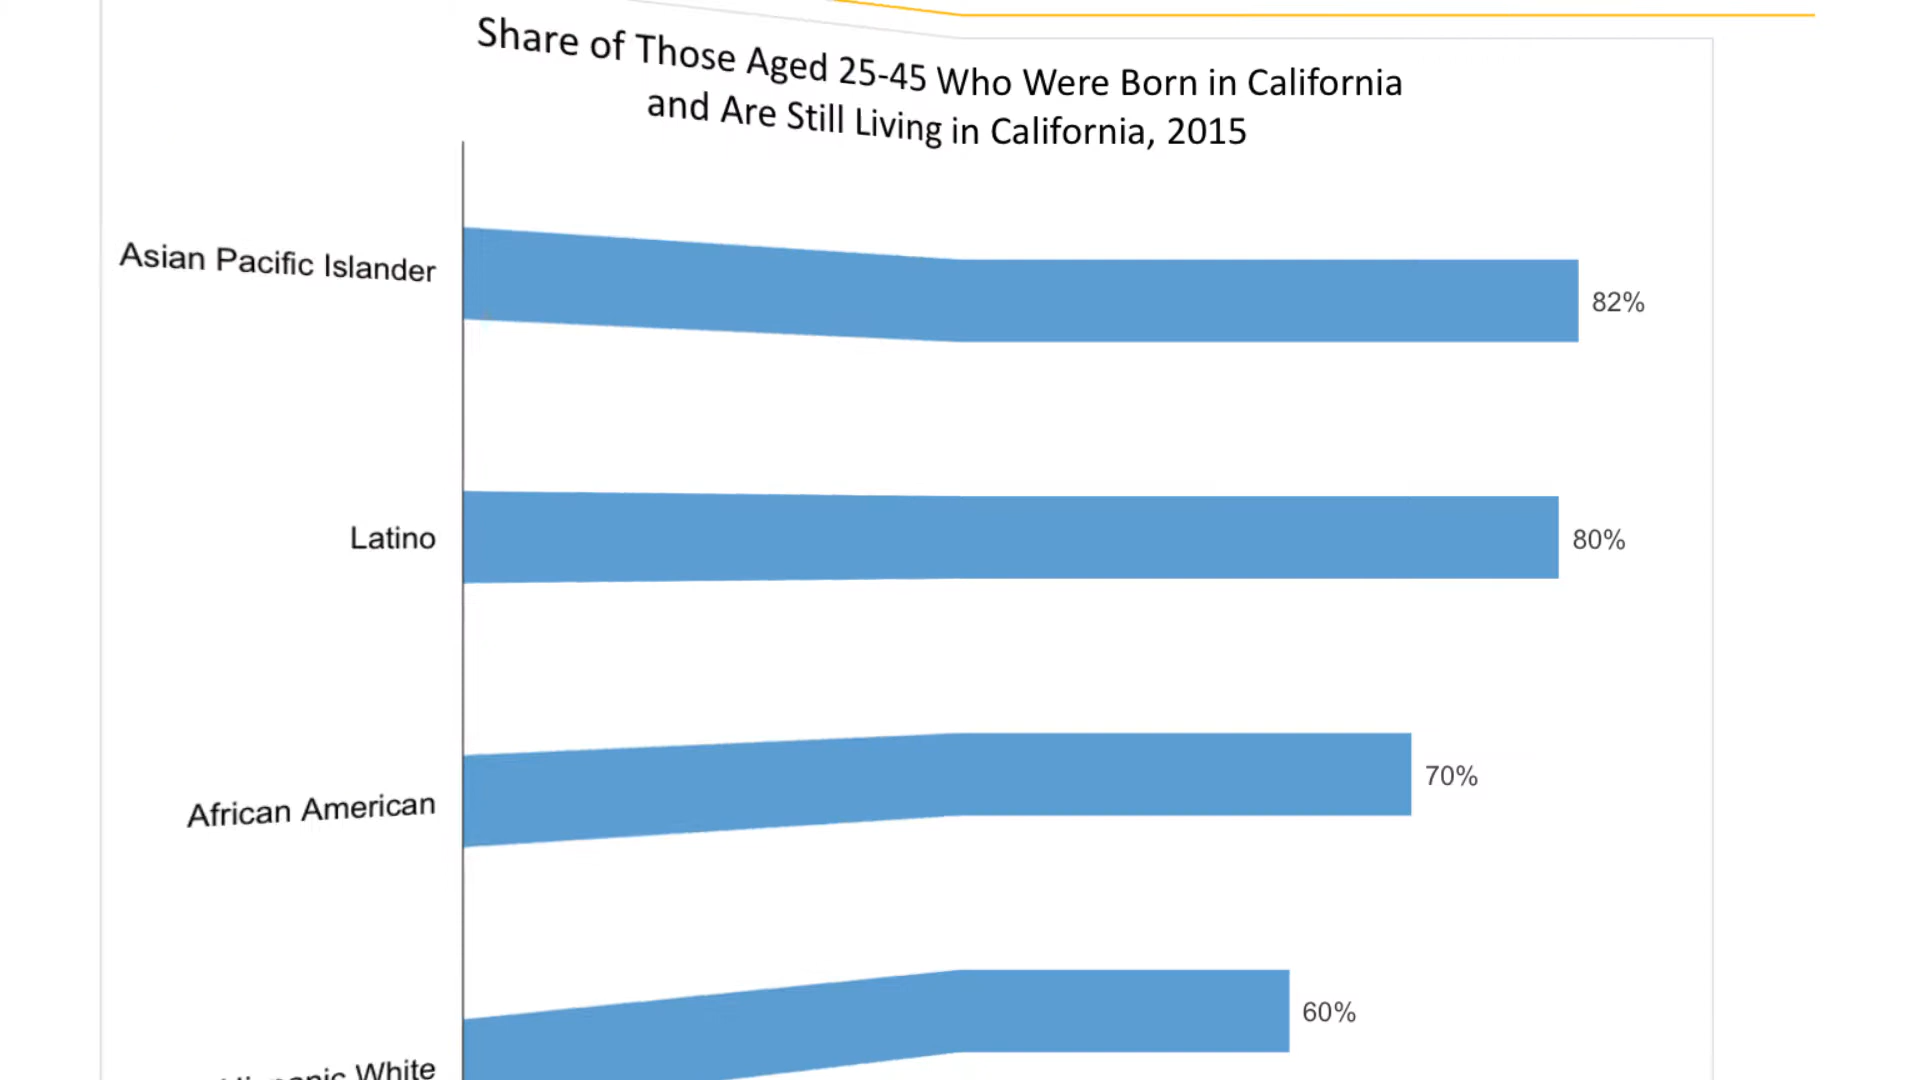 Share of Those Aged 25-45 Who Were Born in California
and Are Still Living in California, 2015
Asian Pacific Islander
82%
Latino
80%
African American
70%
60%
White